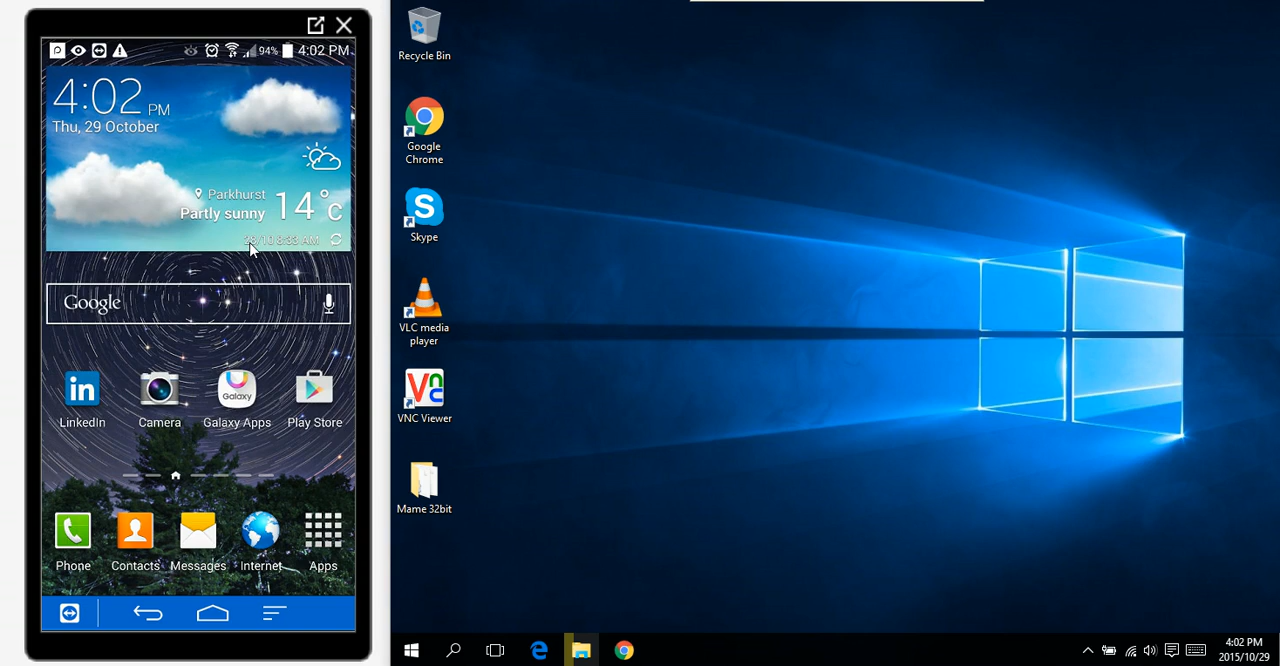 94%
4:02 PM
4:02 PM
Thu, 29 October
Parkhurst
Partly sunny
14°C
Google
LinkedIn
Camera
Galaxy
Galaxy Apps
Play Store
Phone
Contacts
Messages
Internet
Apps
Recycle Bin
Google
Chrome
Skype
VLC media
player
VNC Viewer
Mame 32bit
4:02 PM
2015/10/29